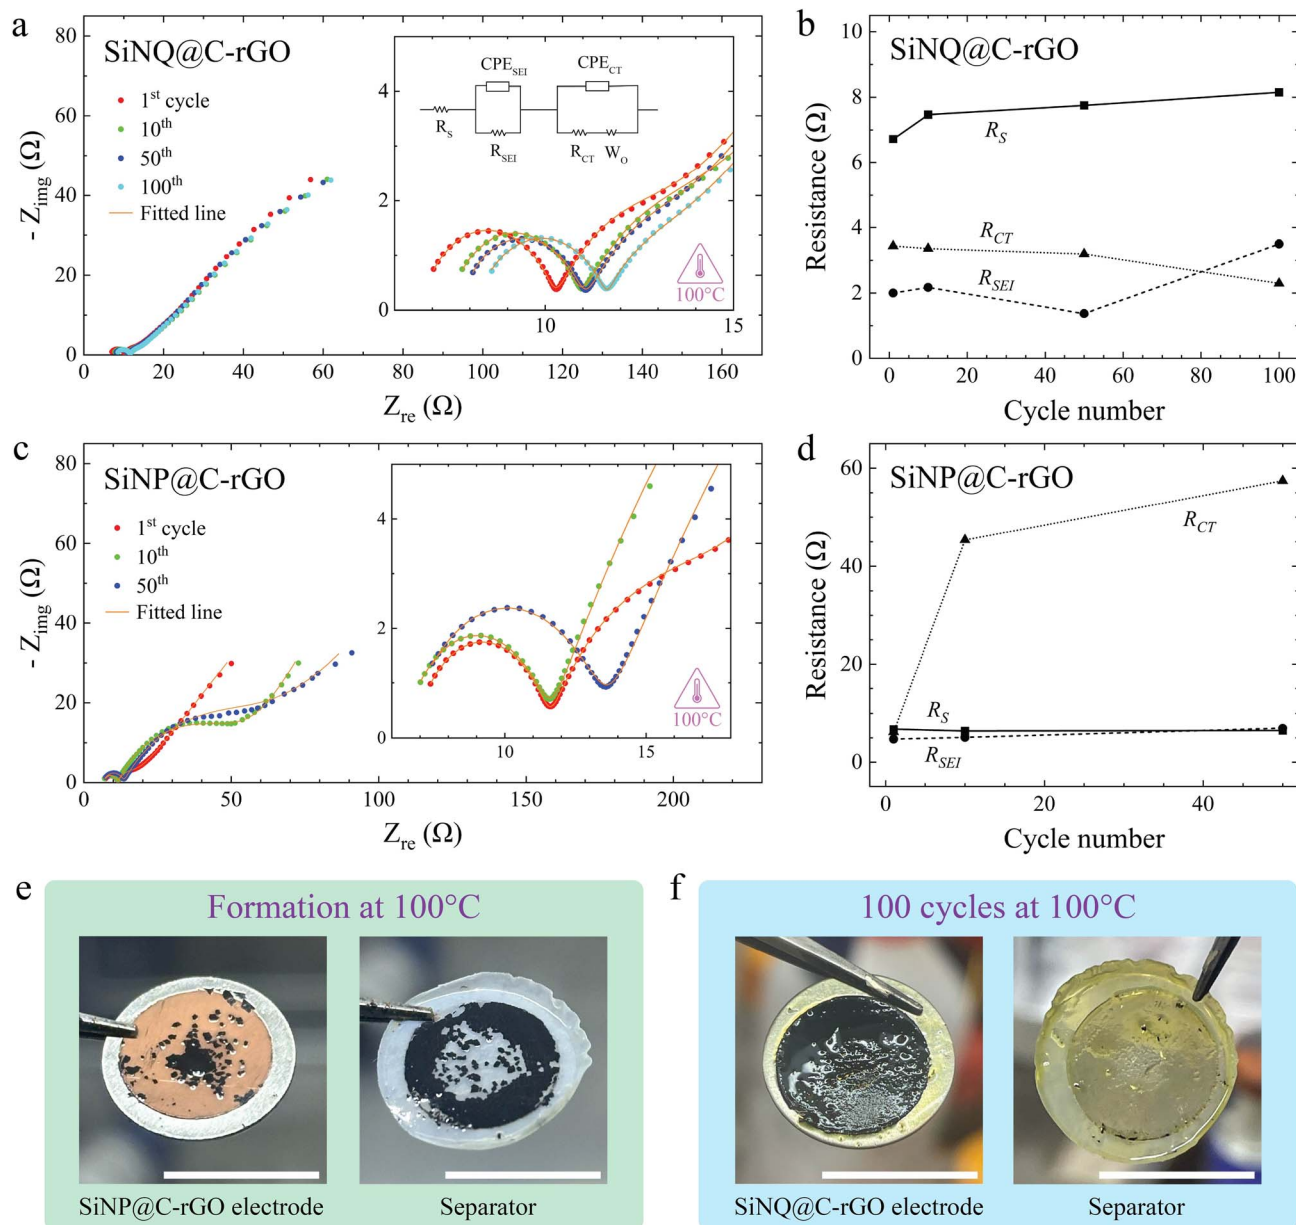 a
SiNQ@C-rGO
1st cycle
10th
50th
100th
Fitted line
- Zimg (Ω)
80
60
40
20
0
0 20 40 60 80 100 120 140 160
Zre (Ω)
CPESEI
CPECT
RS
RSEI
RCT
WO
4
2
0
10
15
100°C
b
SiNQ@C-rGO
Resistance (Ω)
10
8
6
4
2
0
RS
RCT
RSEI
0 20 40 60 80 100
Cycle number
c
SiNP@C-rGO
1st cycle
10th
50th
Fitted line
- Zimg (Ω)
80
60
40
20
0
0 50 100 150 200
Zre (Ω)
4
2
0
10
15
100°C
d
SiNP@C-rGO
Resistance (Ω)
60
40
20
0
RCT
RS
RSEI
0 20 40
Cycle number
e
Formation at 100°C
SiNP@C-rGO electrode
Separator
f
100 cycles at 100°C
SiNQ@C-rGO electrode
Separator